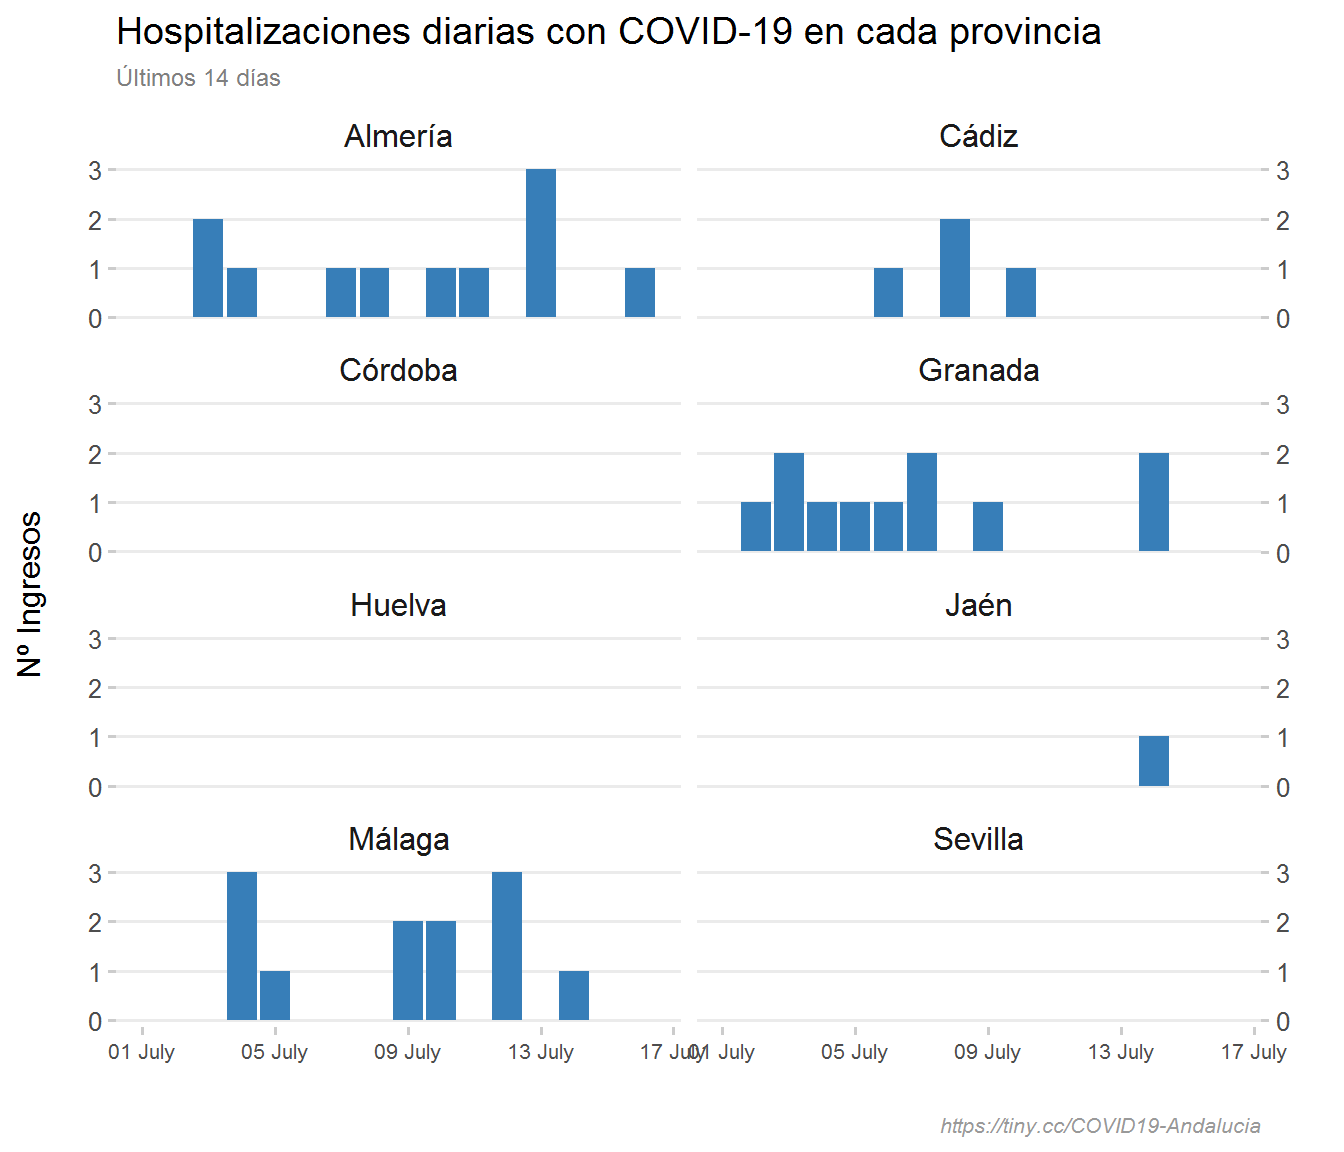 Hospitalizaciones diarias con COVID-19 en cada provincia
Últimos 14 días
Almería
Cádiz
3
2
1
0
3
2
1
0
Córdoba
Granada
3
2
1
0
3
2
1
0
Nº Ingresos
Huelva
Jaén
3
2
1
0
3
2
1
0
Málaga
Sevilla
3
2
1
0
3
2
1
0
01 July 05 July 09 July 13 July 17 July
01 July 05 July 09 July 13 July 17 July
https://tiny.cc/COVID19-Andalucia